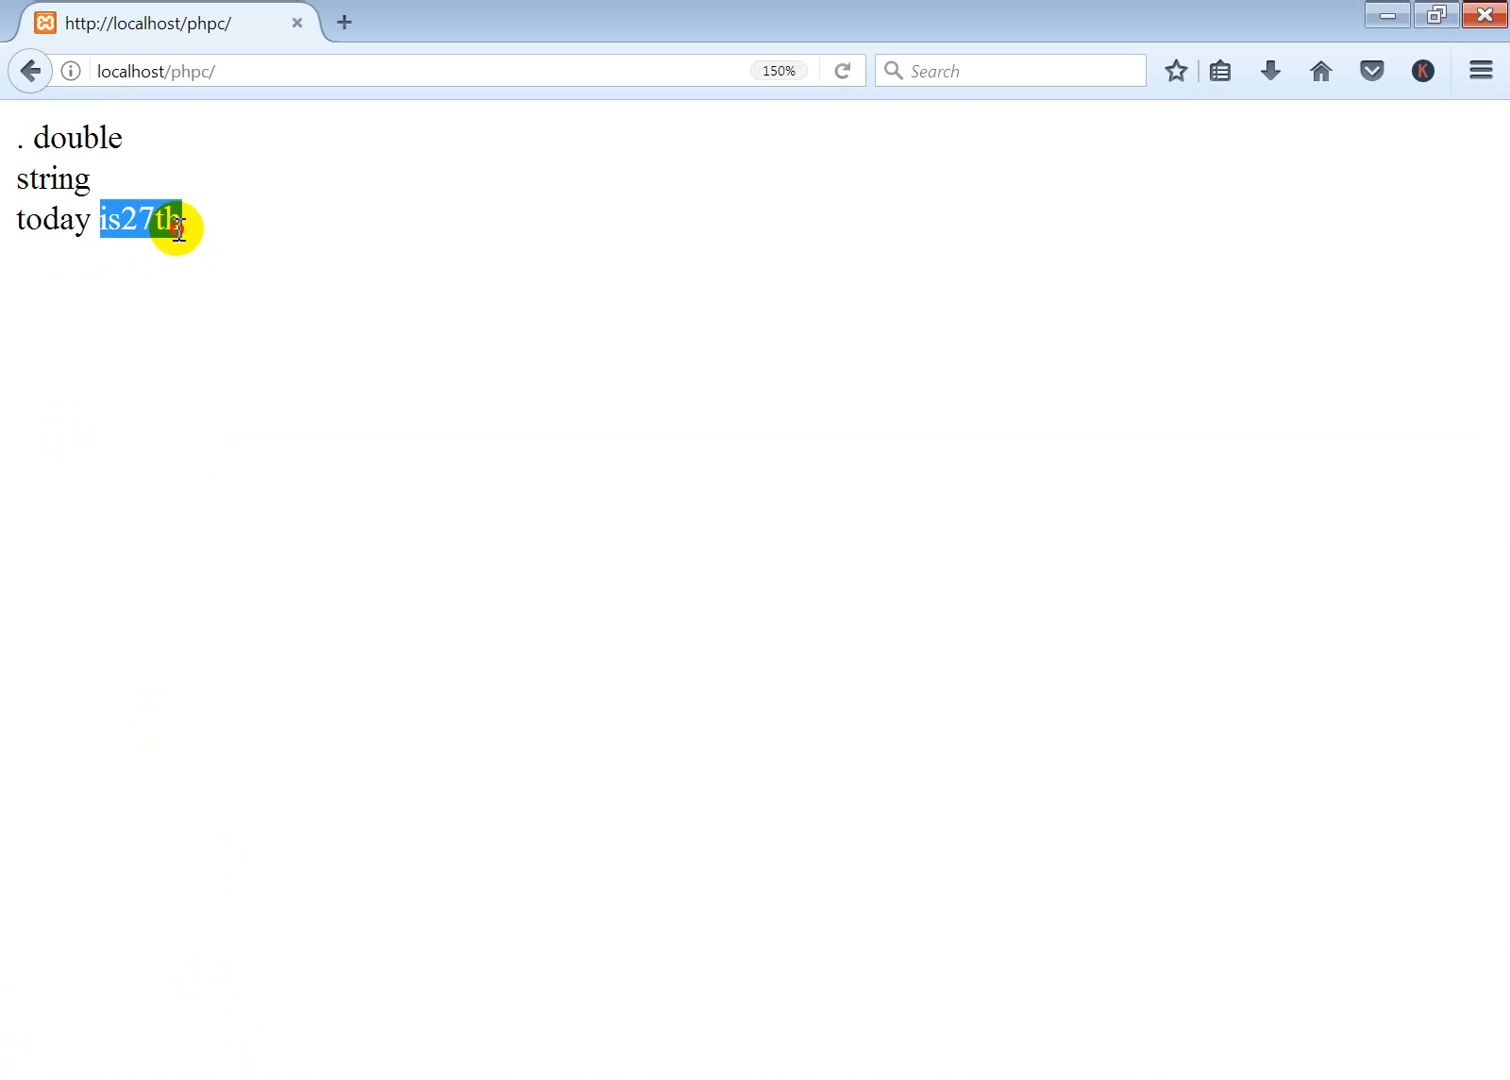 http://localhost/phpc/
localhost/phpc/
150%
Search
K
. double
string
today is27th